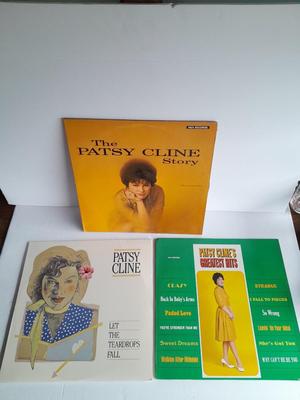 MCA RECORDS
The
PATSY CLINE
Story
PATSY
CLINE
LET
THE
TEARDROPS
FALL
PATSY CLINE'S
GREATEST HITS
CRAZY
Back In Baby's Arms
Faded Love
YOU'RE STRONGER THAN ME
Sweet Dreams
Walkin After Midnight
STRANGE
I FALL TO PIECES
So Wrong
Leavin' On Your Mind
She's Got You
WHY CAN'T HE BE YOU